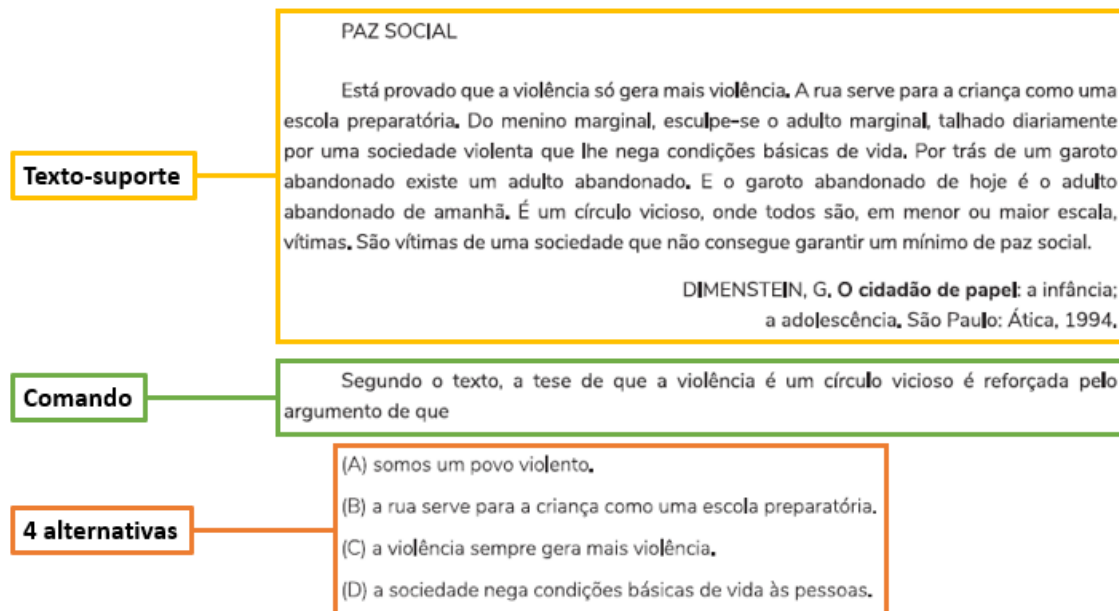 PAZ SOCIAL
Está provado que a violência só gera mais violência. A rua serve para a criança como uma
escola preparatória. Do menino marginal, esculpe-se o adulto marginal, talhado diariamente
por uma sociedade violenta que lhe nega condições básicas de vida. Por trás de um garoto
abandonado existe um adulto abandonado. E o garoto abandonado de hoje é o adulto
abandonado de amanhã. É um círculo vicioso, onde todos são, em menor ou maior escala,
vítimas. São vítimas de uma sociedade que não consegue garantir um mínimo de paz social.
DIMENSTEIN, G. O cidadão de papel: a infância;
a adolescência. São Paulo: Ática, 1994.
Texto-suporte
Comando
Segundo o texto, a tese de que a violência é um círculo vicioso é reforçada pelo
argumento de que
4 alternativas
(A) somos um povo violento.
(B) a rua serve para a criança como uma escola preparatória.
(C) a violência sempre gera mais violência.
(D) a sociedade nega condições básicas de vida às pessoas.